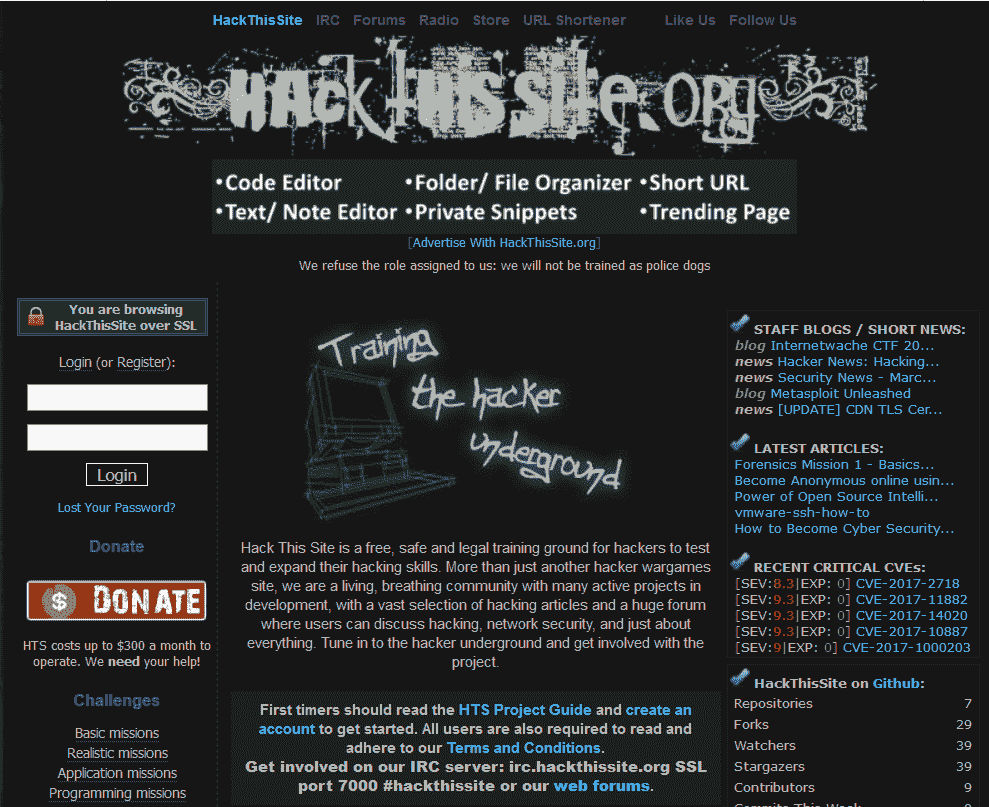 HackThisSite IRC Forums Radio Store URL Shortener Like Us Follow Us
HackThisSite.org
•Code Editor •Folder/ File Organizer •Short URL
•Text/ Note Editor •Private Snippets •Trending Page
[Advertise With HackThisSite.org]
We refuse the role assigned to us: we will not be trained as police dogs
You are browsing
HackThisSite over SSL
Login (or Register):
Login
Lost Your Password?
Donate
$ DONATE
HTS costs up to $300 a month to
operate. We need your help!
Challenges
Basic missions
Realistic missions
Application missions
Programming missions
Training
the hacker
underground
Hack This Site is a free, safe and legal training ground for hackers to test
and expand their hacking skills. More than just another hacker wargames
site, we are a living, breathing community with many active projects in
development, with a vast selection of hacking articles and a huge forum
where users can discuss hacking, network security, and just about
everything. Tune in to the hacker underground and get involved with the
project.
First timers should read the HTS Project Guide and create an
account to get started. All users are also required to read and
adhere to our Terms and Conditions.
Get involved on our IRC server: irc.hackthissite.org SSL
port 7000 #hackthissite or our web forums.
STAFF BLOGS / SHORT NEWS:
blog Internetwache CTF 20...
news Hacker News: Hacking...
news Security News - Marc...
blog Metasploit Unleashed
news [UPDATE] CDN TLS Cer...
LATEST ARTICLES:
Forensics Mission 1 - Basics...
Become Anonymous online usin...
Power of Open Source Intelli...
vmware-ssh-how-to
How to Become Cyber Security...
RECENT CRITICAL CVEs:
[SEV:8.3|EXP: 0] CVE-2017-2718
[SEV:9.3|EXP: 0] CVE-2017-11882
[SEV:9.3|EXP: 0] CVE-2017-14020
[SEV:9.3|EXP: 0] CVE-2017-10887
[SEV:9|EXP: 0] CVE-2017-1000203
HackThisSite on Github:
Repositories 7
Forks 29
Watchers 39
Stargazers 39
Contributors 9
Commits This Week